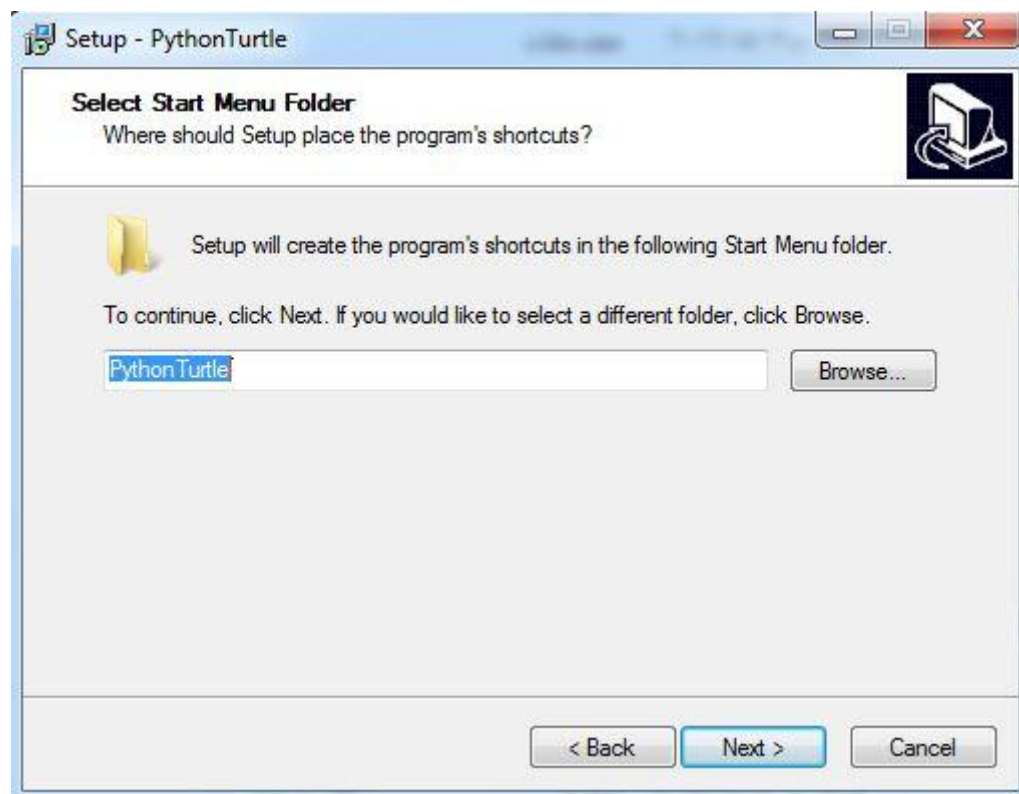 Setup - PythonTurtle
Select Start Menu Folder
Where should Setup place the program's shortcuts?
Setup will create the program's shortcuts in the following Start Menu folder.
To continue, click Next. If you would like to select a different folder, click Browse.
PythonTurtle
Browse...
< Back
Next >
Cancel